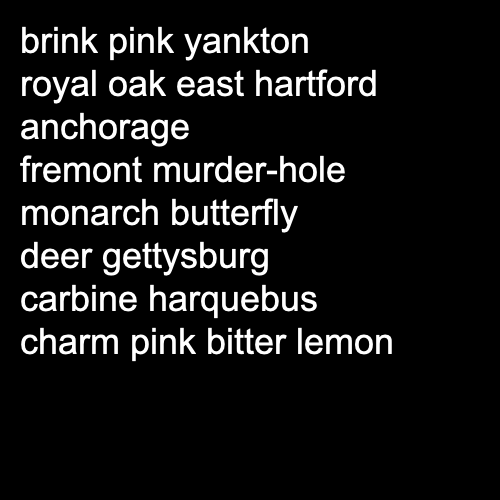 brink pink yankton
royal oak east hartford
anchorage
fremont murder-hole
monarch butterfly
deer gettysburg
carbine harquebus
charm pink bitter lemon